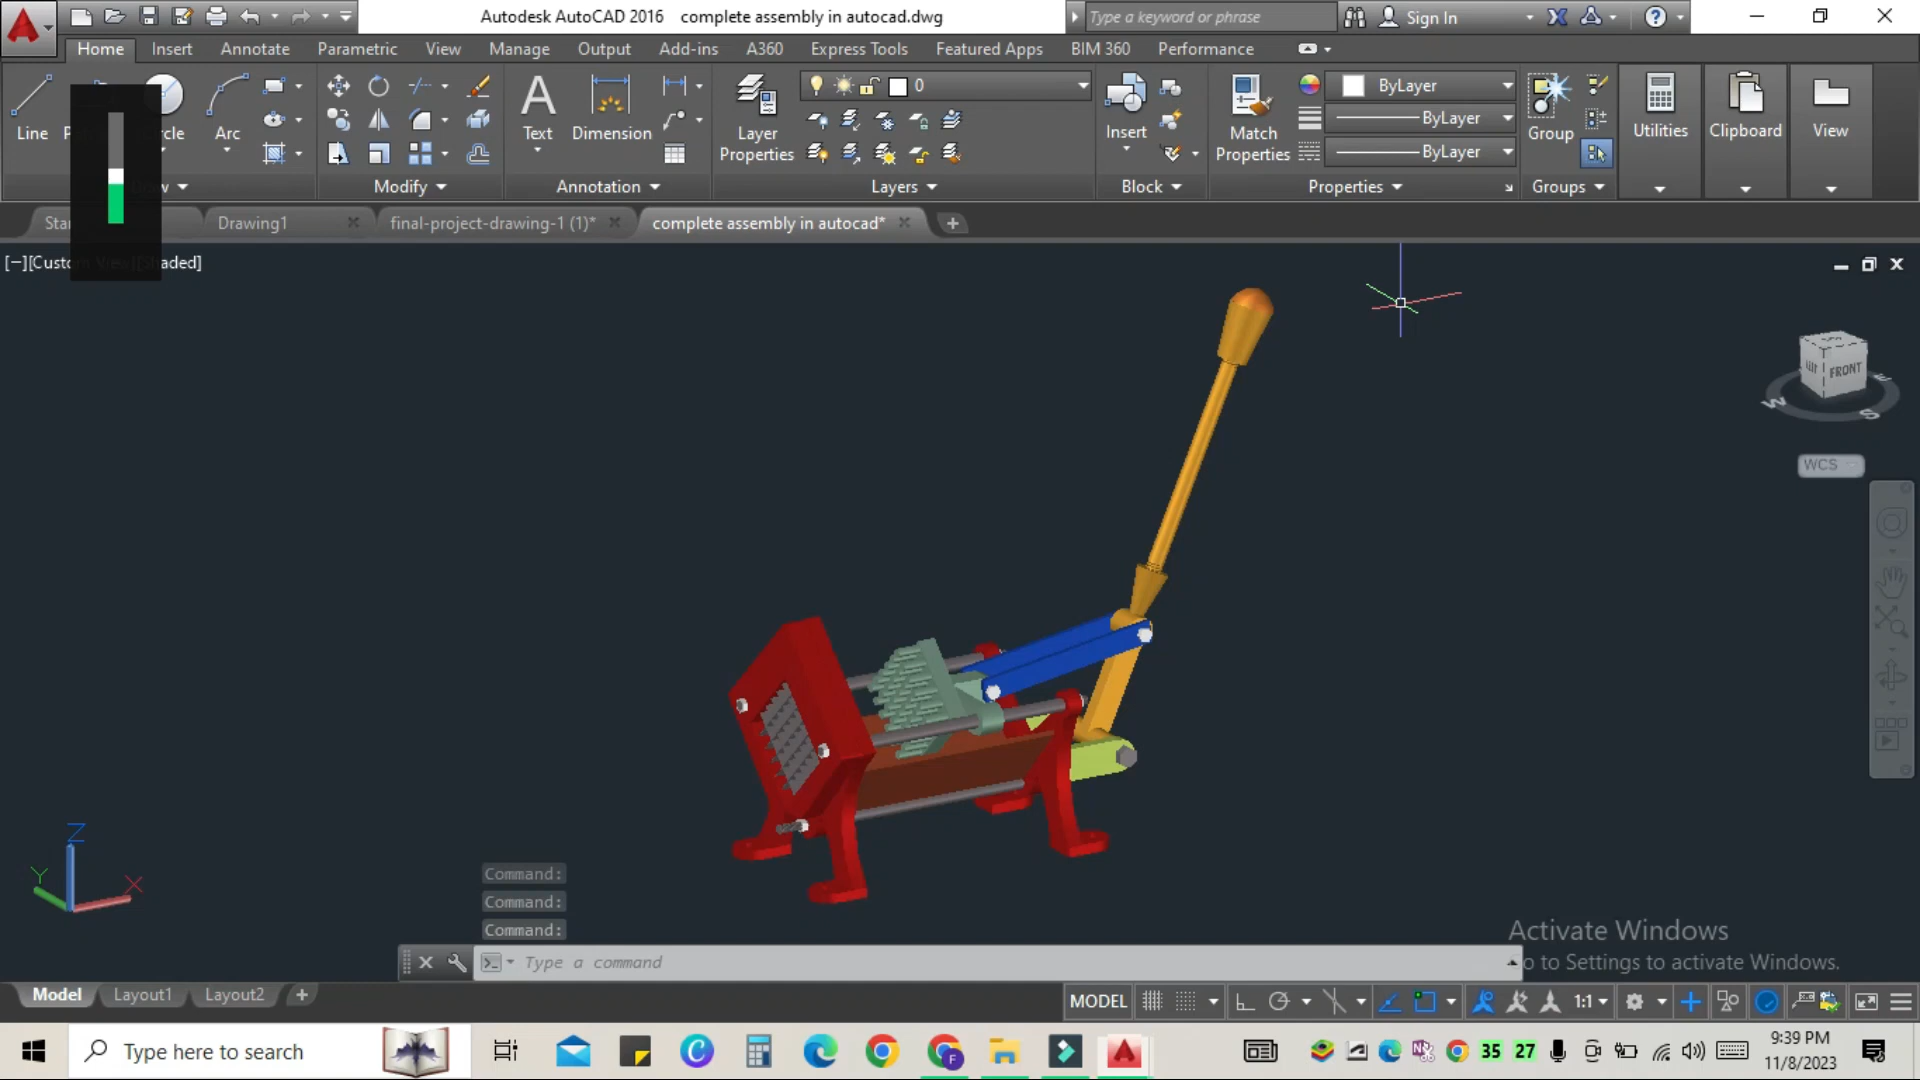 Autodesk AutoCAD 2016 complete assembly in autocad.dwg
Type a keyword or phrase
Sign In
Home Insert Annotate Parametric View Manage Output Add-ins A360 Express Tools Featured Apps BIM 360 Performance
0
ByLayer
ByLayer
ByLayer
Line Arc Text Dimension Layer Properties Insert Match Properties Group Utilities Clipboard View
Modify Annotation Layers Block Properties Groups
Drawing1 final-project-drawing-1 (1)* complete assembly in autocad*
[−]
FRONT
W S
WCS
Z
Y X
Command:
Command:
Command:
Type a command
Activate Windows
o to Settings to activate Windows.
Model Layout1 Layout2
MODEL 1:1
Type here to search
35 27
9:39 PM
11/8/2023